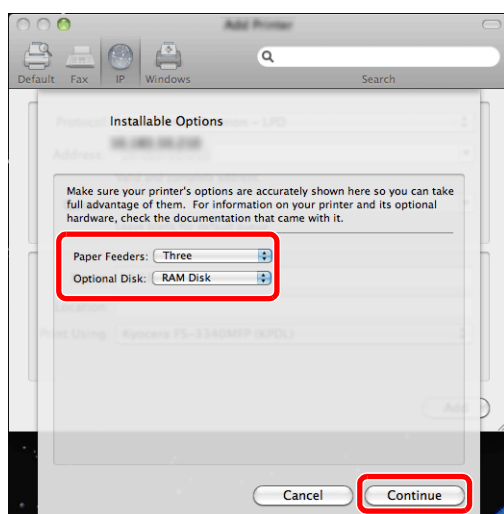 Add Printer
Default Fax IP Windows Search
Installable Options
Protocol
Address
Make sure your printer's options are accurately shown here so you can take
full advantage of them. For information on your printer and its optional
hardware, check the documentation that came with it.
Paper Feeders: Three
Optional Disk: RAM Disk
Location:
Print Using: Kyocera FS-3140MFP (KPDL)
Add
Cancel Continue